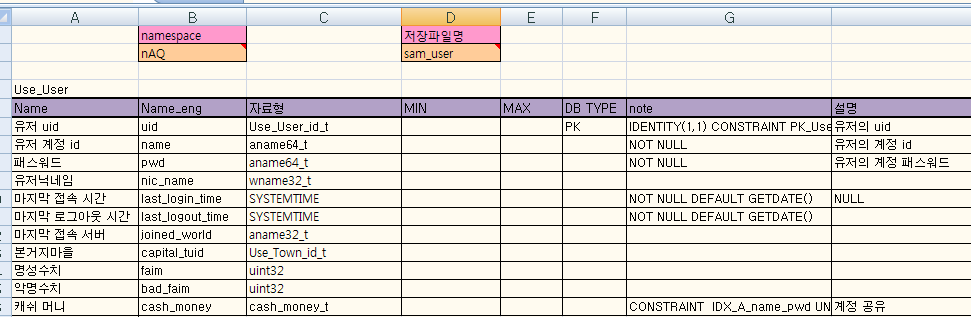 A B C D E F G
namespace 저장파일명
nAQ sam_user
Use_User
Name Name_eng 자료형 MIN MAX DB TYPE note 설명
유저 uid uid Use_User_id_t PK IDENTITY(1,1) CONSTRAINT PK_Use 유저의 uid
유저 계정 id name aname64_t NOT NULL 유저의 계정 id
패스워드 pwd aname64_t NOT NULL 유저의 계정 패스워드
유저닉네임 nic_name wname32_t
마지막 접속 시간 last_login_time SYSTEMTIME NOT NULL DEFAULT GETDATE() NULL
마지막 로그아웃 시간 last_logout_time SYSTEMTIME NOT NULL DEFAULT GETDATE()
마지막 접속 서버 joined_world aname32_t
본거지마을 capital_tuid Use_Town_id_t
명성수치 faim uint32
악명수치 bad_faim uint32
캐쉬 머니 cash_money cash_money_t CONSTRAINT IDX_A_name_pwd UN 계정 공유